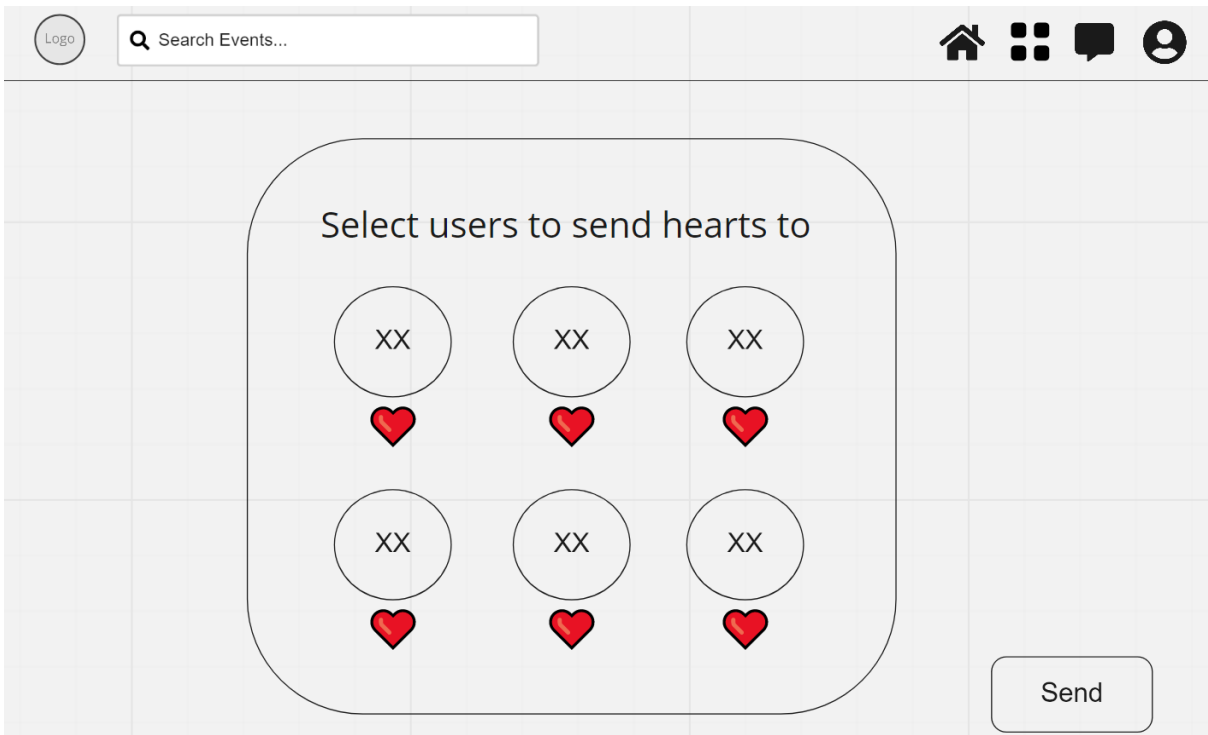 Logo
Search Events...
Select users to send hearts to
XX XX XX
XX XX XX
Send